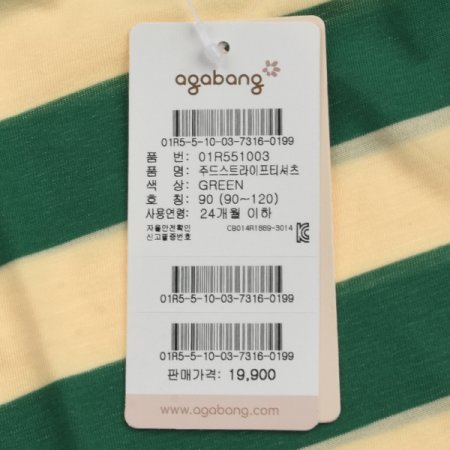 agabang
01R5-5-10-03-7316-0199
품 번: 01R551003
품 명: 주드스트라이프티셔츠
색 상: GREEN
호 칭: 90 (90~120)
사용연령: 24개월 이하
자율안전확인
신고필증번호
CB014R1889-3014
01R5-5-10-03-7316-0199
01R5-5-10-03-7316-0199
판매가격: 19,900
www.agabang.com